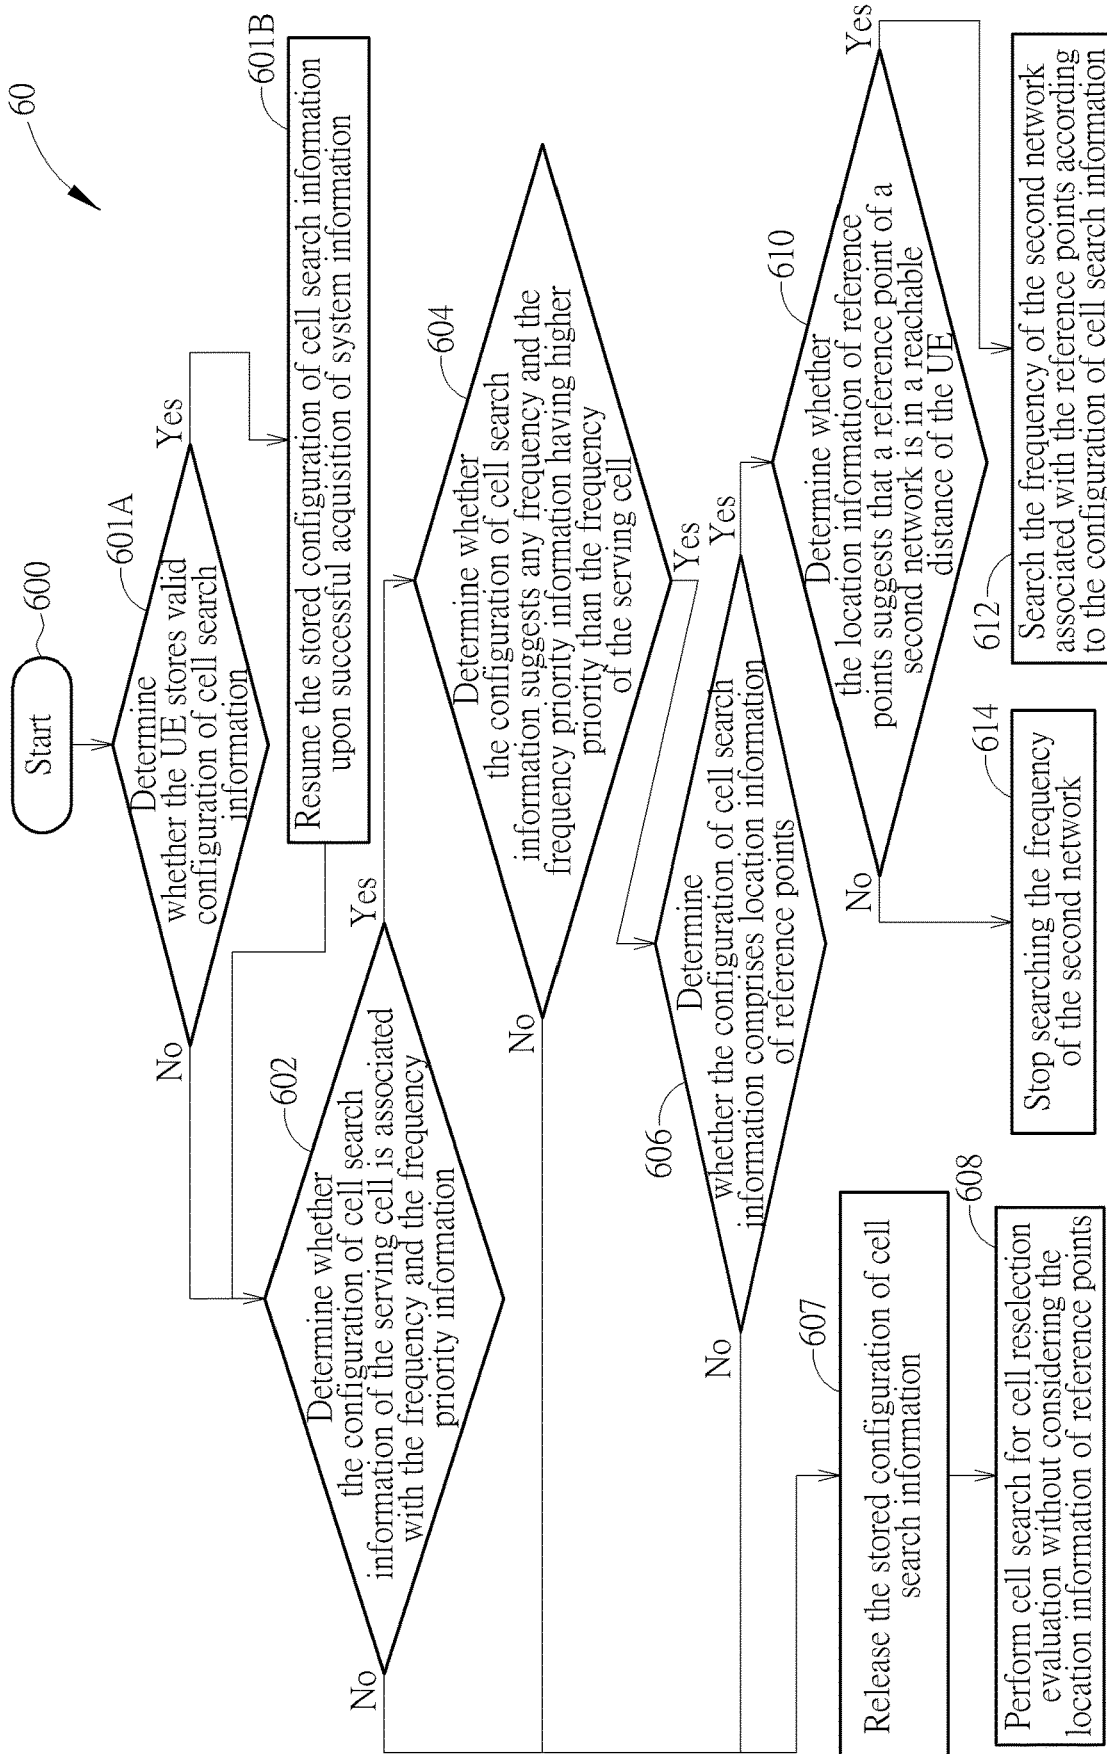 60
Start
600
Determine
whether the UE stores valid
configuration of cell search
information
601A
Yes
No
601B
Resume the stored configuration of cell search information
upon successful acquisition of system information
Determine whether
the configuration of cell search
information of the serving cell is associated
with the frequency and the frequency
priority information
602
Yes
No
Determine whether
the configuration of cell search
information suggests any frequency and the
frequency priority information having higher
priority than the frequency
of the serving cell
604
Yes
No
Determine
whether the configuration of cell search
information comprises location information
of reference points
606
Yes
No
607
Release the stored configuration of cell
search information
608
Perform cell search for cell reselection
evaluation without considering the
location information of reference points
Determine whether
the location information of reference
points suggests that a reference point of a
second network is in a reachable
distance of the UE
610
Yes
No
612
Search the frequency of the second network
associated with the reference points according
to the configuration of cell search information
614
Stop searching the frequency
of the second network